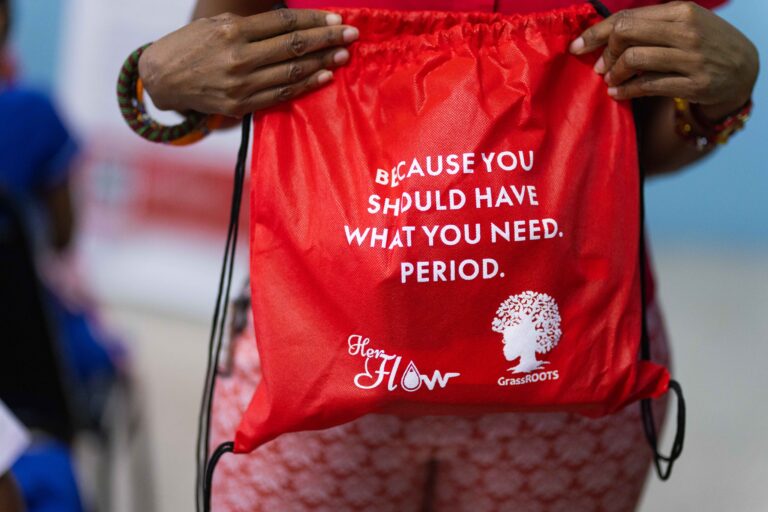 BECAUSE YOU
SHOULD HAVE
WHAT YOU NEED.
PERIOD.
Her
Flow
GrassROOTS